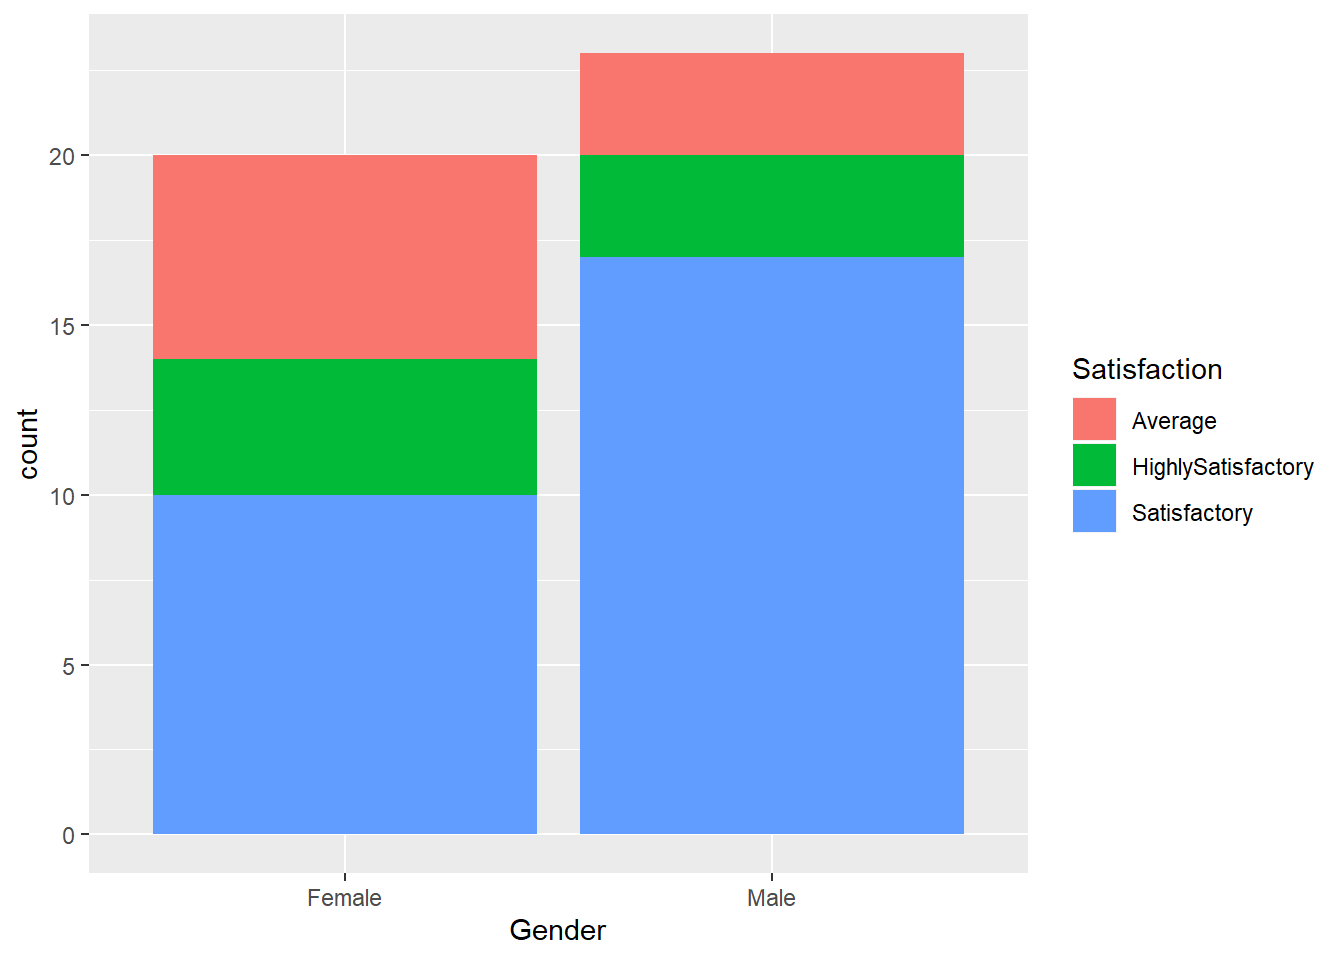 count
20
15
10
5
0
Female
Male
Gender
Satisfaction
Average
HighlySatisfactory
Satisfactory